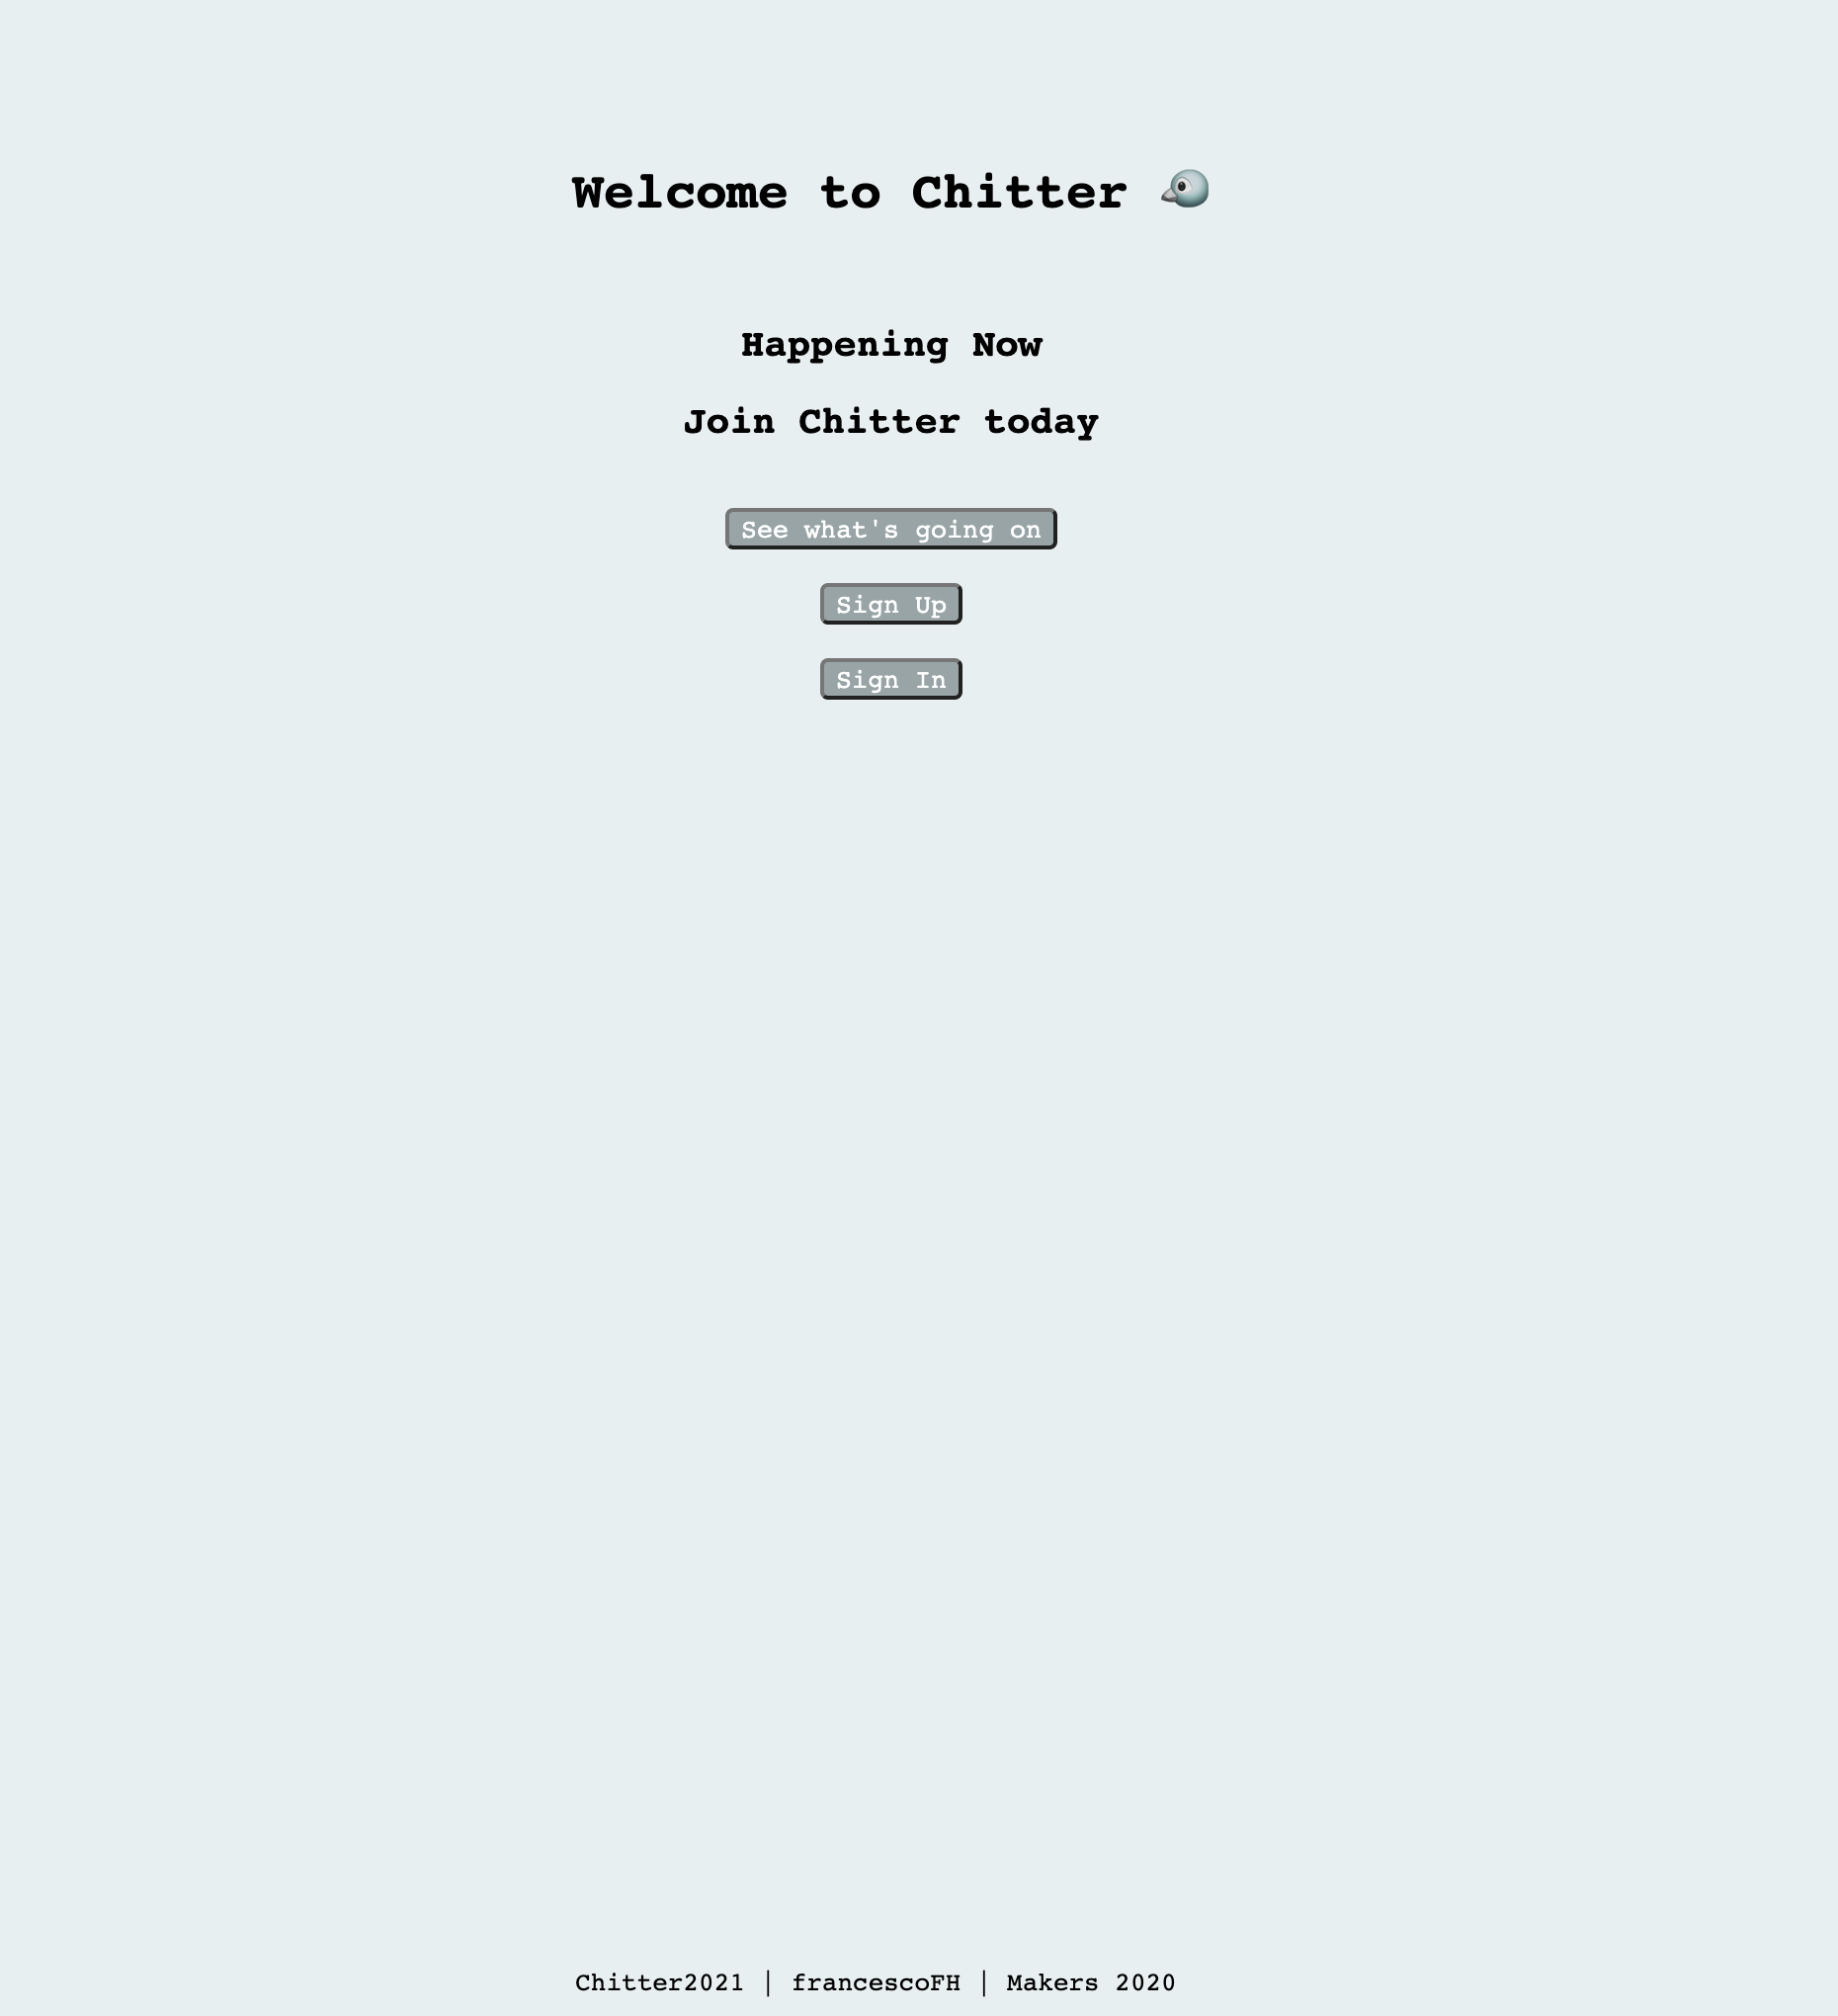 Welcome to Chitter
Happening Now
Join Chitter today
See what's going on
Sign Up
Sign In
Chitter2021 | francescoFH | Makers 2020